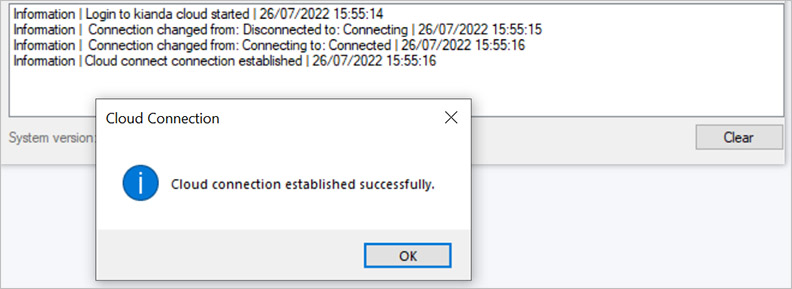 Information | Login to kianda cloud started | 26/07/2022 15:55:14
Information |  Connection changed from: Disconnected to: Connecting | 26/07/2022 15:55:15
Information |  Connection changed from: Connecting to: Connected | 26/07/2022 15:55:16
Information | Cloud connect connection established | 26/07/2022 15:55:16
Cloud Connection
System version:
Clear
Cloud connection established successfully.
OK